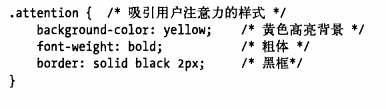 .attention {  /* 吸引用户注意力的样式 */
    background-color: yellow;    /* 黄色高亮背景 */
    font-weight: bold;           /* 粗体 */
    border: solid black 2px;     /* 黑框*/
}